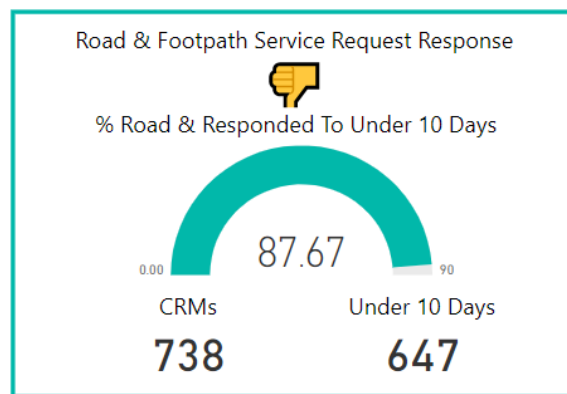 Road & Footpath Service Request Response
% Road & Responded To Under 10 Days
87.67
0.00 90
CRMs Under 10 Days
738 647